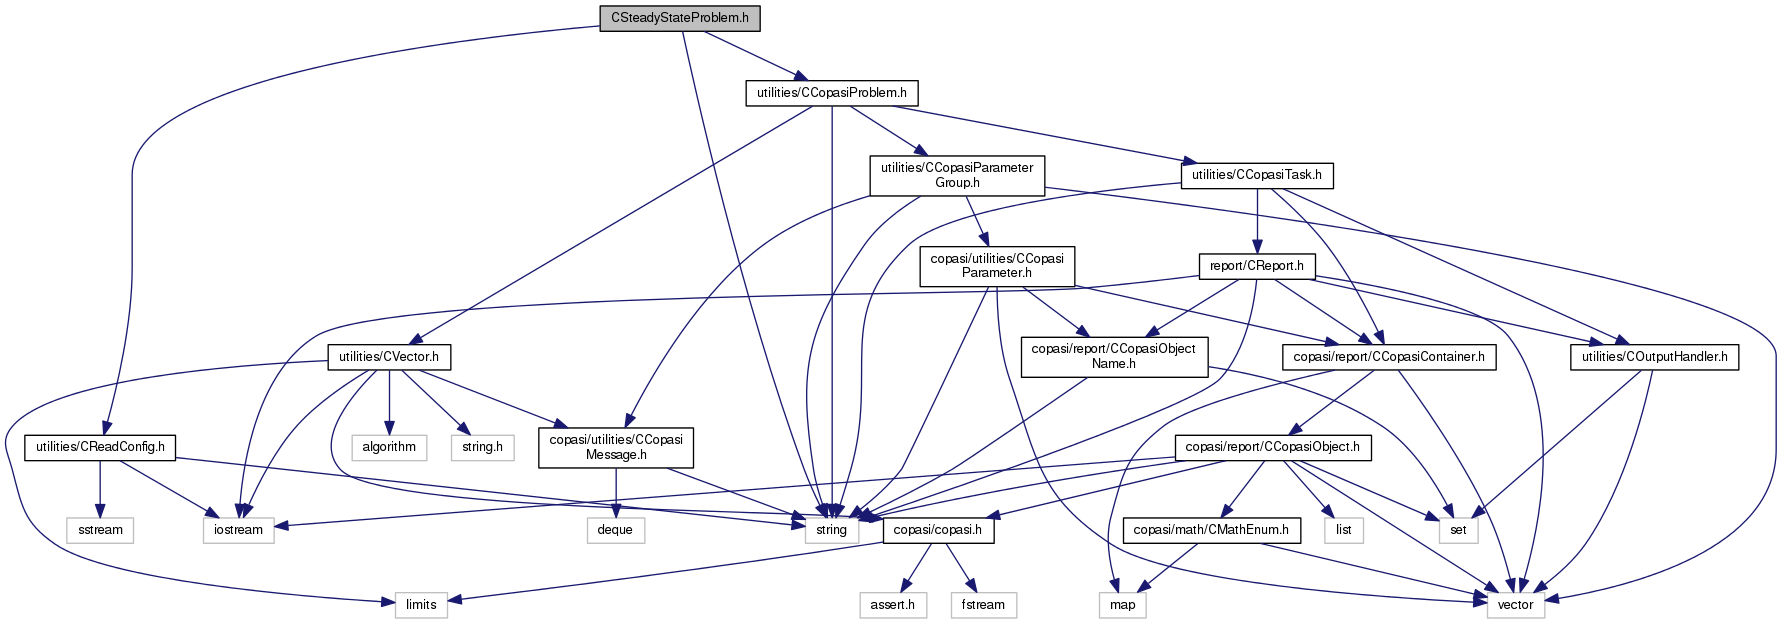 CSteadyStateProblem.h
utilities/CCopasiProblem.h
utilities/CCopasiParameter
Group.h
utilities/CCopasiTask.h
copasi/utilities/CCopasi
Parameter.h
report/CReport.h
utilities/CVector.h
copasi/report/CCopasiObject
Name.h
copasi/report/CCopasiContainer.h
utilities/COutputHandler.h
utilities/CReadConfig.h
algorithm
string.h
copasi/utilities/CCopasi
Message.h
copasi/report/CCopasiObject.h
sstream
iostream
deque
string
copasi/copasi.h
copasi/math/CMathEnum.h
list
set
limits
assert.h
fstream
map
vector